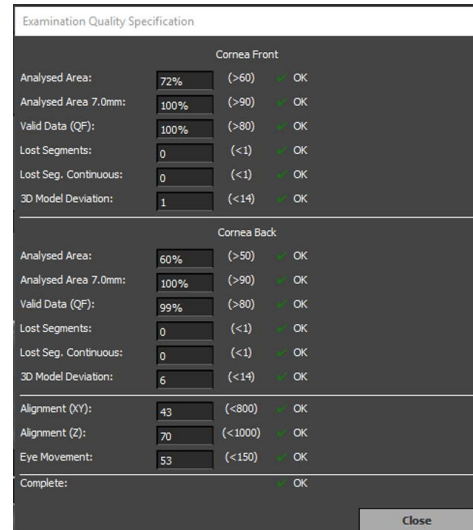 Examination Quality Specification
Cornea Front
Analysed Area: 72% (>60) OK
Analysed Area 7.0mm: 100% (>90) OK
Valid Data (QF): 100% (>80) OK
Lost Segments: 0 (<1) OK
Lost Seg. Continuous: 0 (<1) OK
3D Model Deviation: 1 (<14) OK
Cornea Back
Analysed Area: 60% (>50) OK
Analysed Area 7.0mm: 100% (>90) OK
Valid Data (QF): 99% (>80) OK
Lost Segments: 0 (<1) OK
Lost Seg. Continuous: 0 (<1) OK
3D Model Deviation: 6 (<14) OK
Alignment (XY): 43 (<800) OK
Alignment (Z): 70 (<1000) OK
Eye Movement: 53 (<150) OK
Complete: OK
Close